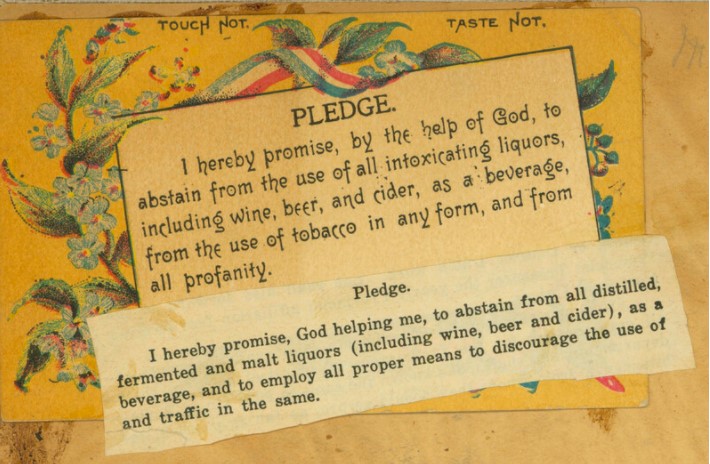 TOUCH NOT. TASTE NOT.
PLEDGE.
I hereby promise, by the help of God, to
abstain from the use of all intoxicating liquors,
including wine, beer, and cider, as a beverage,
from the use of tobacco in any form, and from
all profanity.
Pledge.
I hereby promise, God helping me, to abstain from all distilled,
fermented and malt liquors (including wine, beer and cider), as a
beverage, and to employ all proper means to discourage the use of
and traffic in the same.